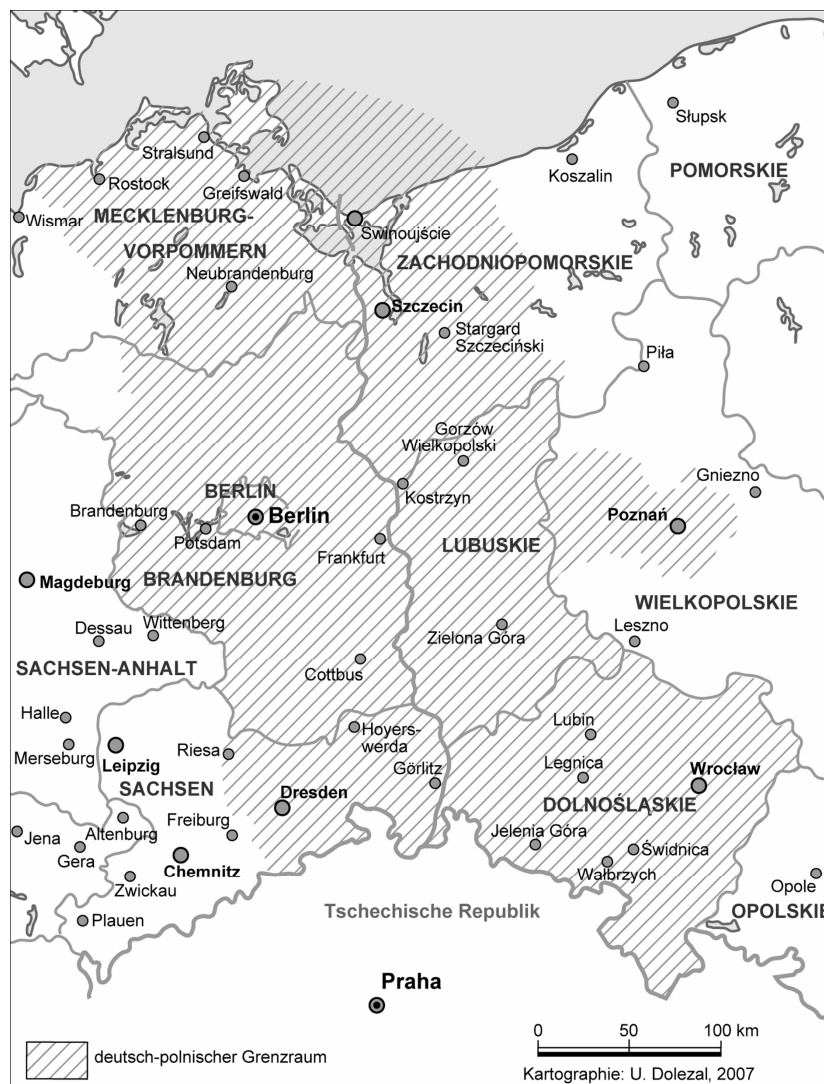 Słupsk
Stralsund
Koszalin
POMORSKIE
Rostock
Greifswald
Wismar
MECKLENBURG-
VORPOMMERN
Świnoujście
ZACHODNIOPOMORSKIE
Neubrandenburg
Szczecin
Stargard
Szczeciński
Piła
Gorzów
Wielkopolski
Gniezno
Kostrzyn
BERLIN
Brandenburg
Berlin
Poznań
Potsdam
Frankfurt
LUBUSKIE
Magdeburg
BRANDENBURG
WIELKOPOLSKIE
Wittenberg
Dessau
Leszno
Zielona Góra
SACHSEN-ANHALT
Cottbus
Halle
Hoyers-
werda
Lubin
Merseburg
Leipzig
Riesa
Görlitz
Legnica
Wrocław
SACHSEN
Dresden
DOLNOŚLĄSKIE
Altenburg
Freiburg
Jena
Jelenia Góra
Świdnica
Gera
Chemnitz
Wałbrzych
Zwickau
Opole
Plauen
Tschechische Republik
OPOLSKIE
Praha
deutsch-polnischer Grenzraum
0 50 100 km
Kartographie: U. Dolezal, 2007